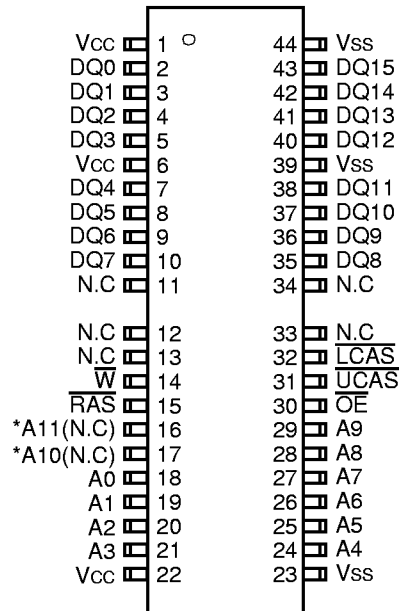 VCC 1 44 VSS
DQ0 2 43 DQ15
DQ1 3 42 DQ14
DQ2 4 41 DQ13
DQ3 5 40 DQ12
VCC 6 39 VSS
DQ4 7 38 DQ11
DQ5 8 37 DQ10
DQ6 9 36 DQ9
DQ7 10 35 DQ8
N.C 11 34 N.C
N.C 12 33 N.C
N.C 13 32 L̅C̅A̅S̅
W̅ 14 31 U̅C̅A̅S̅
R̅A̅S̅ 15 30 O̅E̅
*A11(N.C) 16 29 A9
*A10(N.C) 17 28 A8
A0 18 27 A7
A1 19 26 A6
A2 20 25 A5
A3 21 24 A4
VCC 22 23 VSS